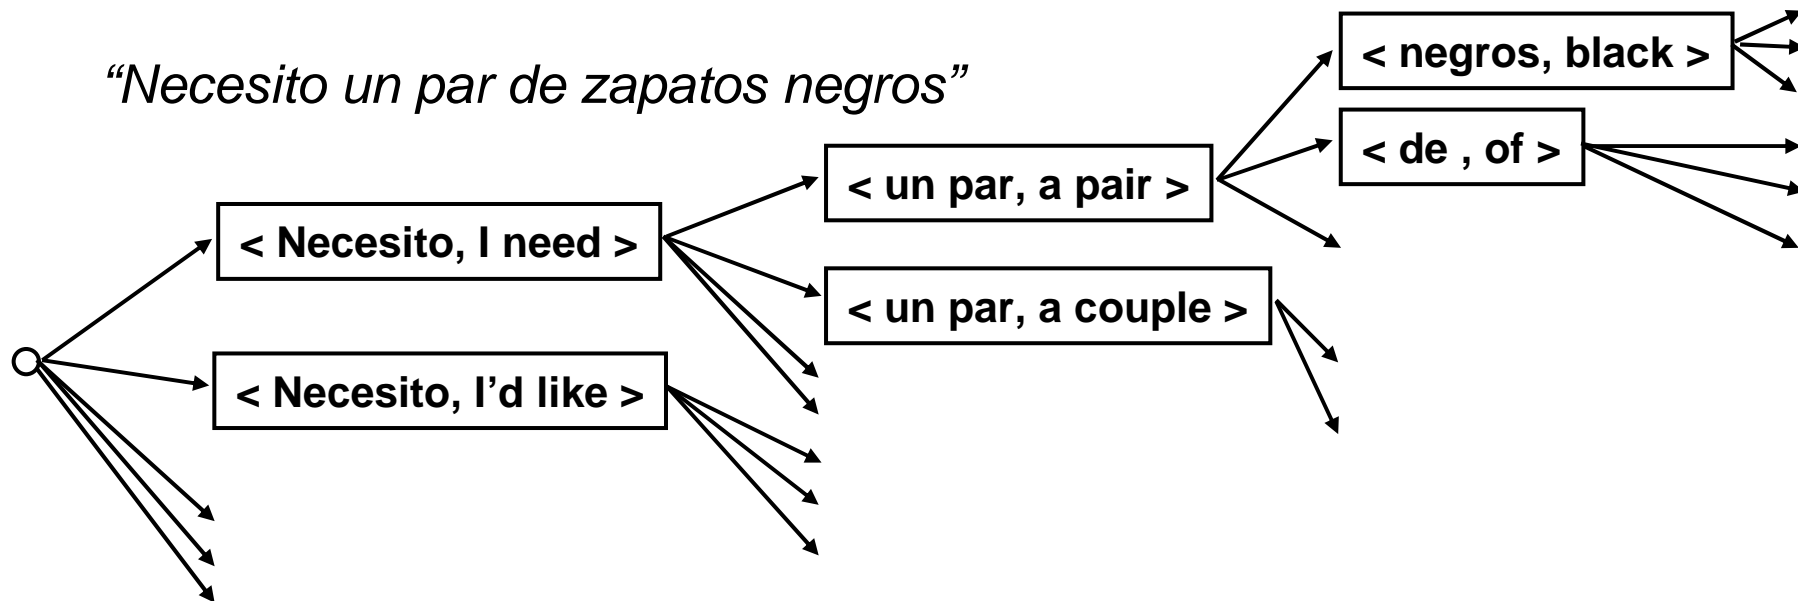 “Necesito un par de zapatos negros”
< Necesito, I need >
< Necesito, I’d like >
< un par, a pair >
< un par, a couple >
< negros, black >
< de , of >